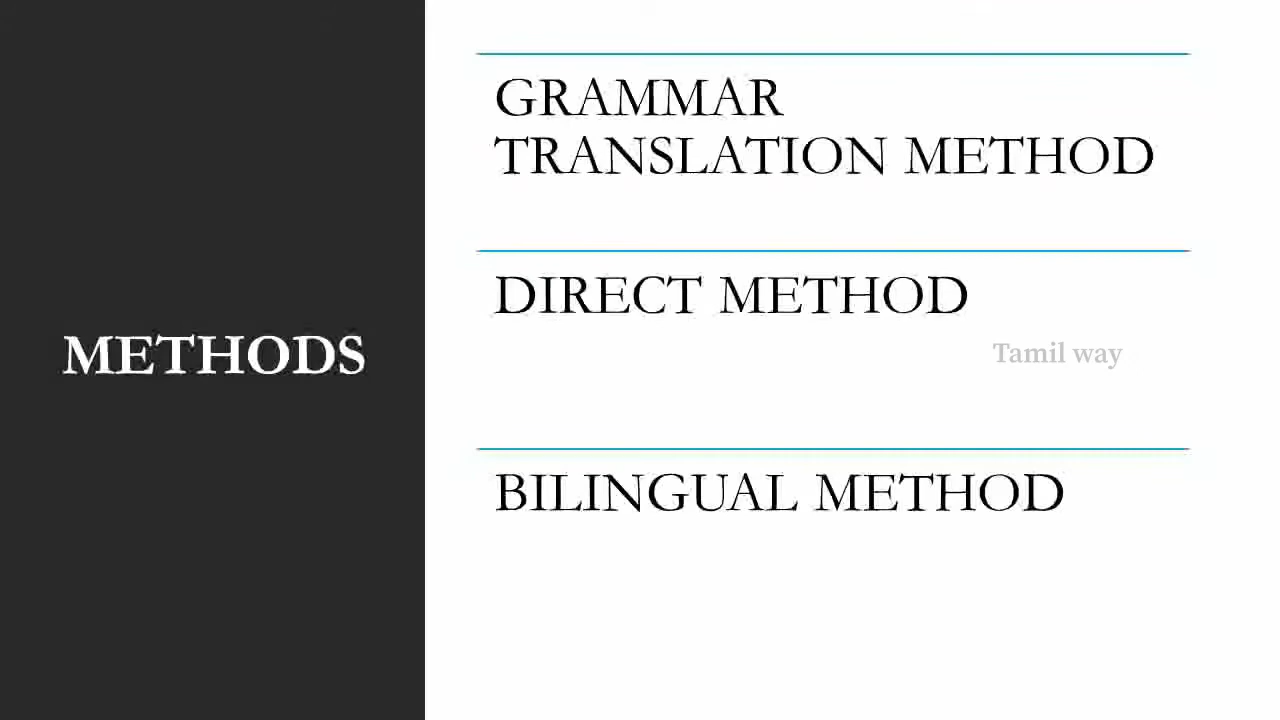 METHODS
GRAMMAR
TRANSLATION METHOD
DIRECT METHOD
Tamil way
BILINGUAL METHOD